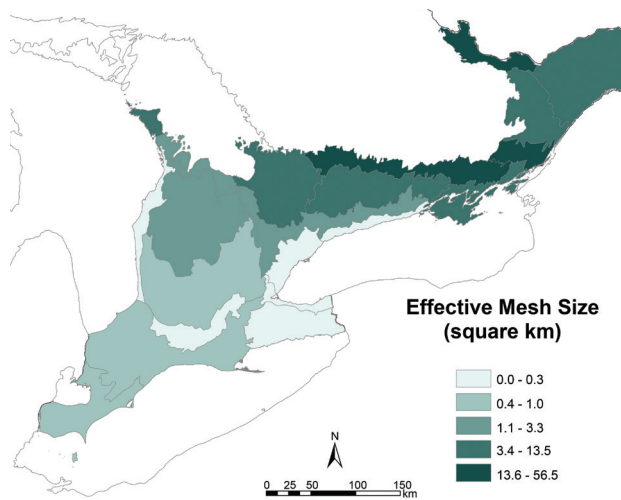 Effective Mesh Size
(square km)
0.0 - 0.3
0.4 - 1.0
1.1 - 3.3
3.4 - 13.5
13.6 - 56.5
N
0 25 50 100 150
km